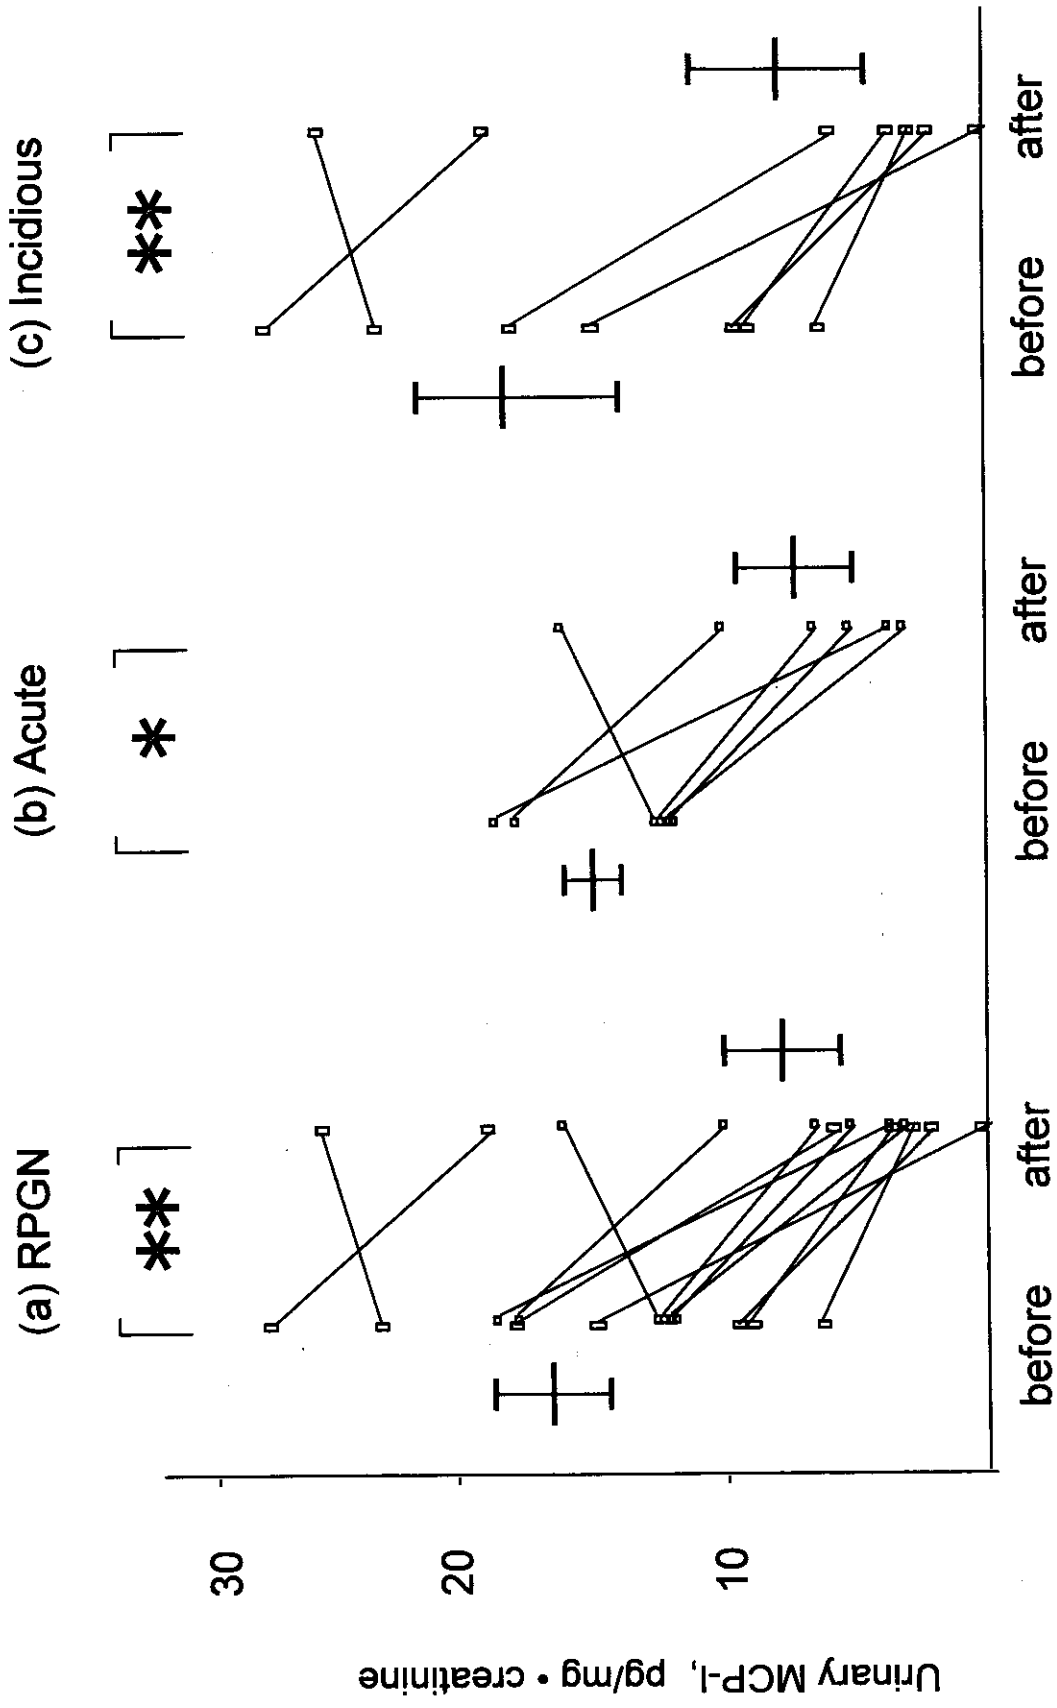 (a) RPGN
(b) Acute
(c) Incidious
**
*
**
30
20
10
Urinary MCP-I, pg/mg • creatinine
before
after
before
after
before
after